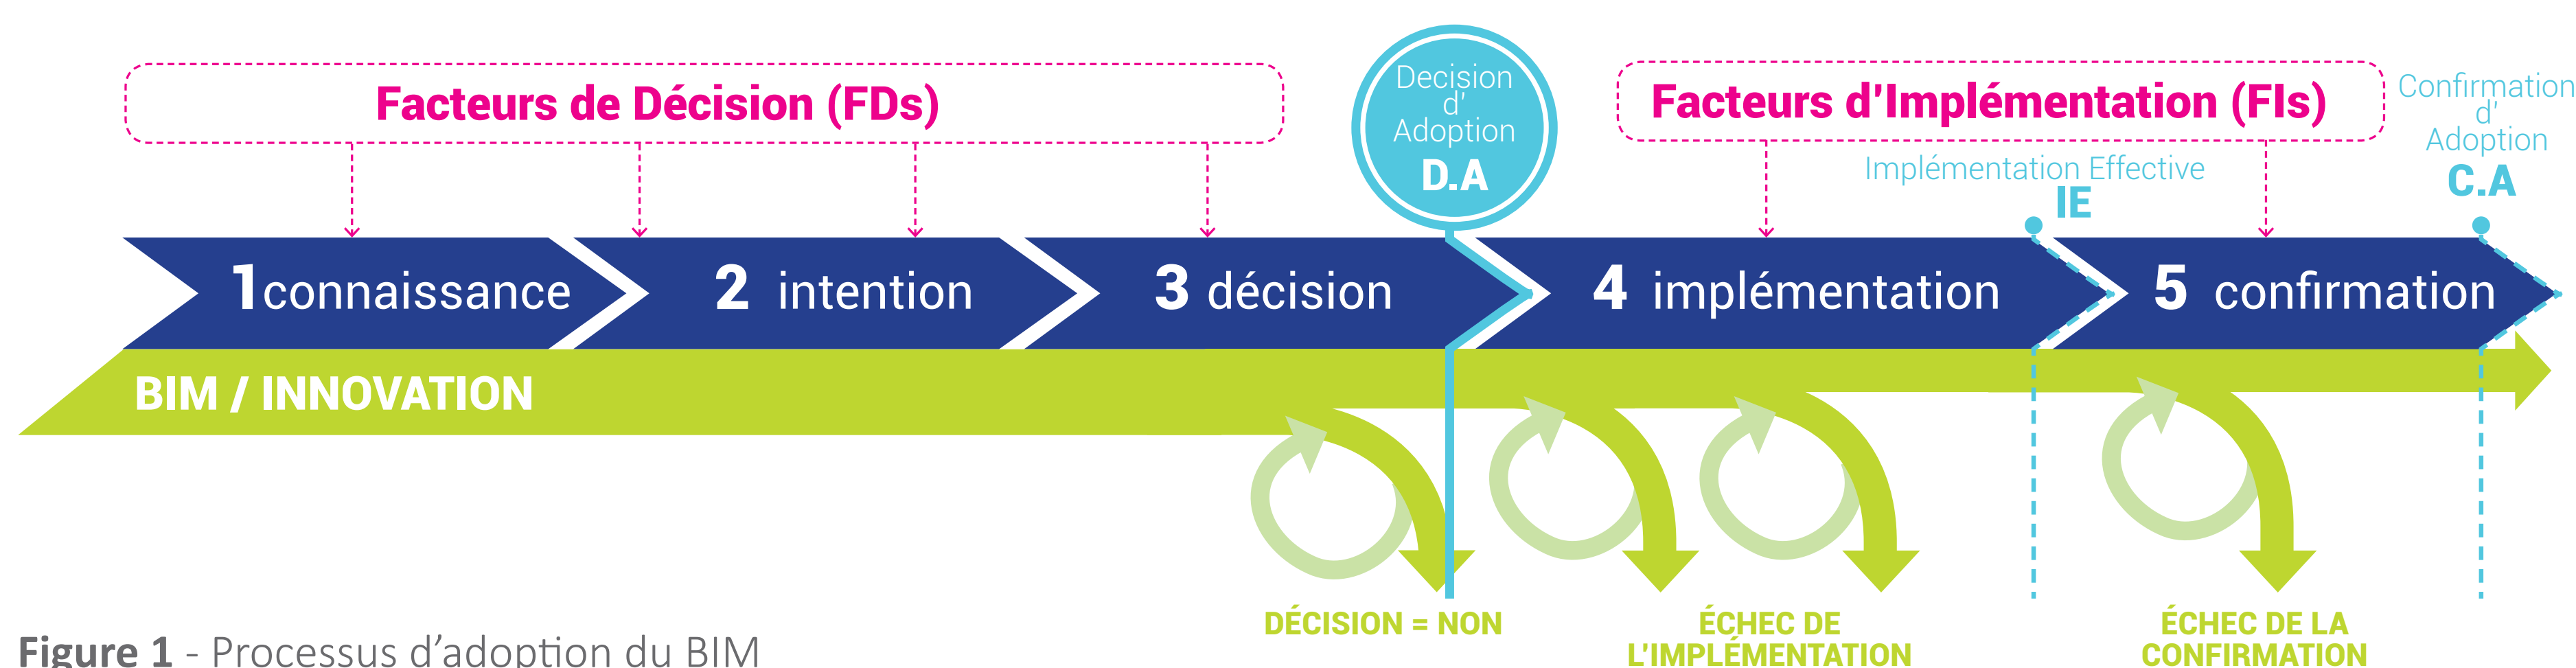 Facteurs de Décision (FDs)
Decision
d'
Adoption
D.A
Facteurs d'Implémentation (FIs)
Implémentation Effective
IE
Confirmation
d'
Adoption
C.A
1 connaissance
2 intention
3 décision
4 implémentation
5 confirmation
BIM / INNOVATION
DÉCISION = NON
ÉCHEC DE
L'IMPLÉMENTATION
ÉCHEC DE LA
CONFIRMATION
Figure 1 - Processus d'adoption du BIM